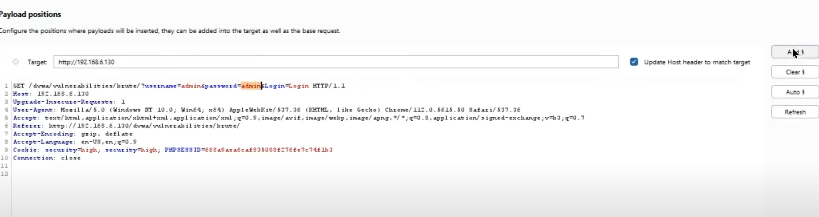 Payload positions
Configure the positions where payloads will be inserted, they can be added into the target as well as the base request.
Target: http://192.168.6.130
Update Host header to match target
Add §
Clear §
Auto §
Refresh
1 GET /dvwa/vulnerabilities/brute/?username=admin&password=admin&Login=Login HTTP/1.1
2 Host: 192.168.6.130
3 Upgrade-Insecure-Requests: 1
4 User-Agent: Mozilla/5.0 (Windows NT 10.0; Win64; x64) AppleWebKit/537.36 (KHTML, like Gecko) Chrome/112.0.5615.50 Safari/537.36
5 Accept: text/html,application/xhtml+xml,application/xml;q=0.9,image/avif,image/webp,image/apng,*/*;q=0.8,application/signed-exchange;v=b3;q=0.7
6 Referer: http://192.168.6.130/dvwa/vulnerabilities/brute/
7 Accept-Encoding: gzip, deflate
8 Accept-Language: en-US,en;q=0.9
9 Cookie: security=high; security=high;
10 Connection: close
11
12